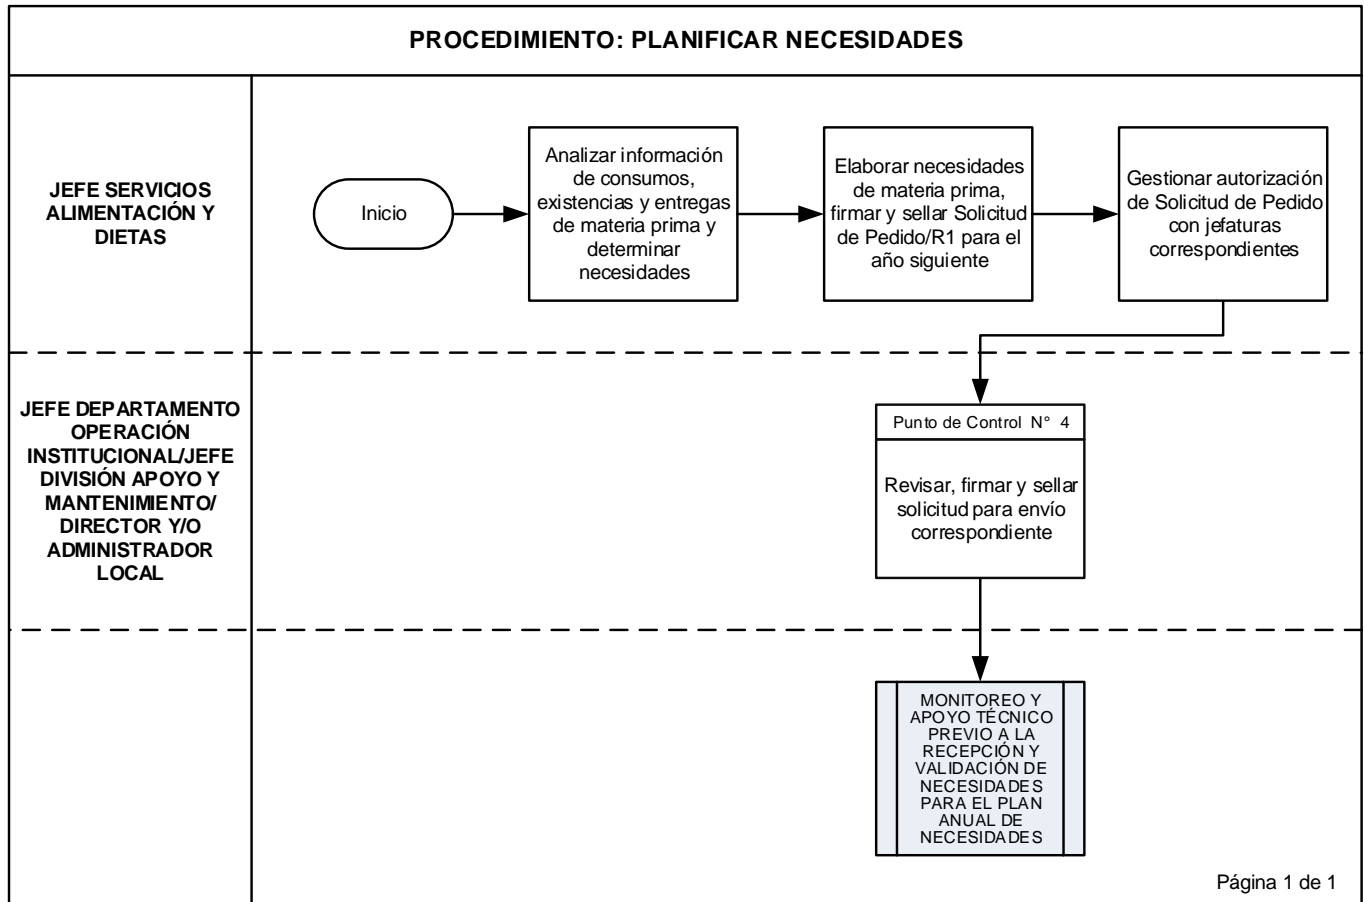 PROCEDIMIENTO: PLANIFICAR NECESIDADES
JEFE SERVICIOS
ALIMENTACIÓN Y
DIETAS
Inicio
Analizar información
de consumos,
existencias y entregas
de materia prima y
determinar
necesidades
Elaborar necesidades
de materia prima,
firmar y sellar Solicitud
de Pedido/R1 para el
año siguiente
Gestionar autorización
de Solicitud de Pedido
con jefaturas
correspondientes
JEFE DEPARTAMENTO
OPERACIÓN
INSTITUCIONAL/JEFE
DIVISIÓN APOYO Y
MANTENIMIENTO/
DIRECTOR Y/O
ADMINISTRADOR
LOCAL
Punto de Control N° 4
Revisar, firmar y sellar
solicitud para envío
correspondiente
MONITOREO Y
APOYO TÉCNICO
PREVIO A LA
RECEPCIÓN Y
VALIDACIÓN DE
NECESIDADES
PARA EL PLAN
ANUAL DE
NECESIDADES
Página 1 de 1